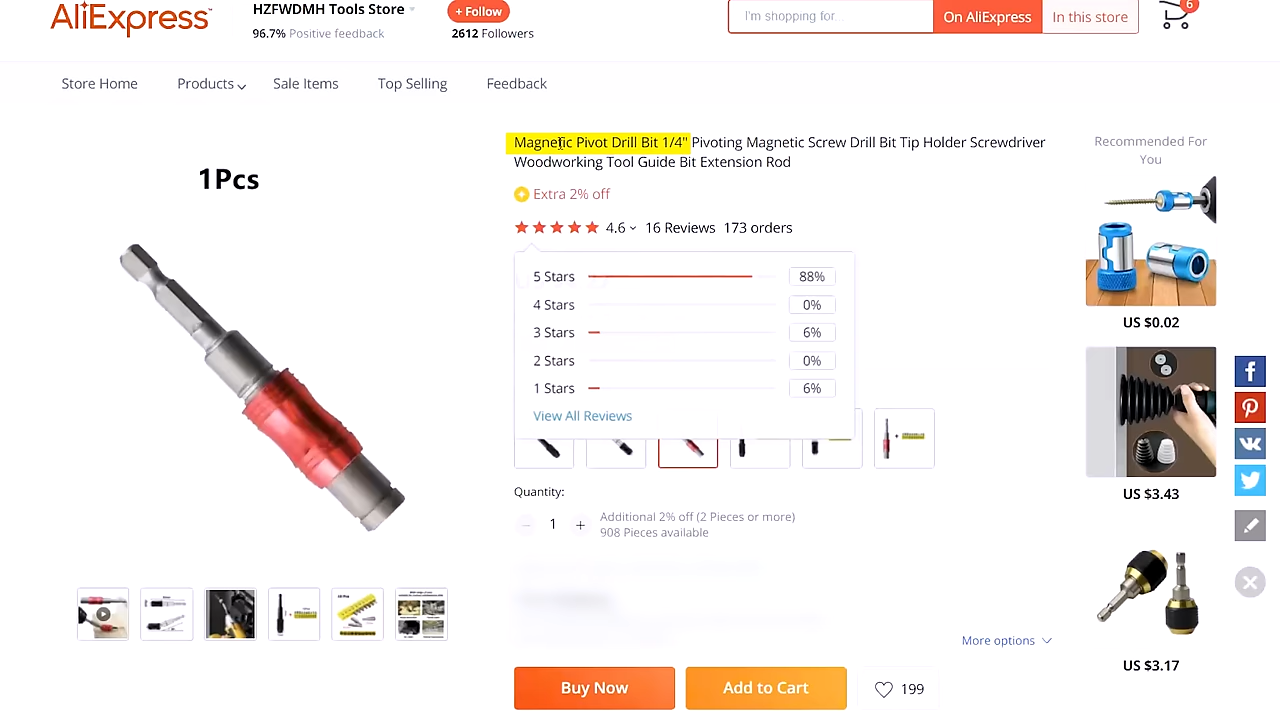 AliExpress
HZFWDMH Tools Store
96.7% Positive feedback
+ Follow
2612 Followers
I'm shopping for...
On AliExpress
In this store
6
Store Home
Products
Sale Items
Top Selling
Feedback
1Pcs
Magnetic Pivot Drill Bit 1/4" Pivoting Magnetic Screw Drill Bit Tip Holder Screwdriver
Woodworking Tool Guide Bit Extension Rod
Extra 2% off
4.6 16 Reviews 173 orders
5 Stars 88%
4 Stars 0%
3 Stars 6%
2 Stars 0%
1 Stars 6%
View All Reviews
Quantity:
1
Additional 2% off (2 Pieces or more)
908 Pieces available
More options
Buy Now
Add to Cart
199
Recommended For
You
US $0.02
US $3.43
US $3.17